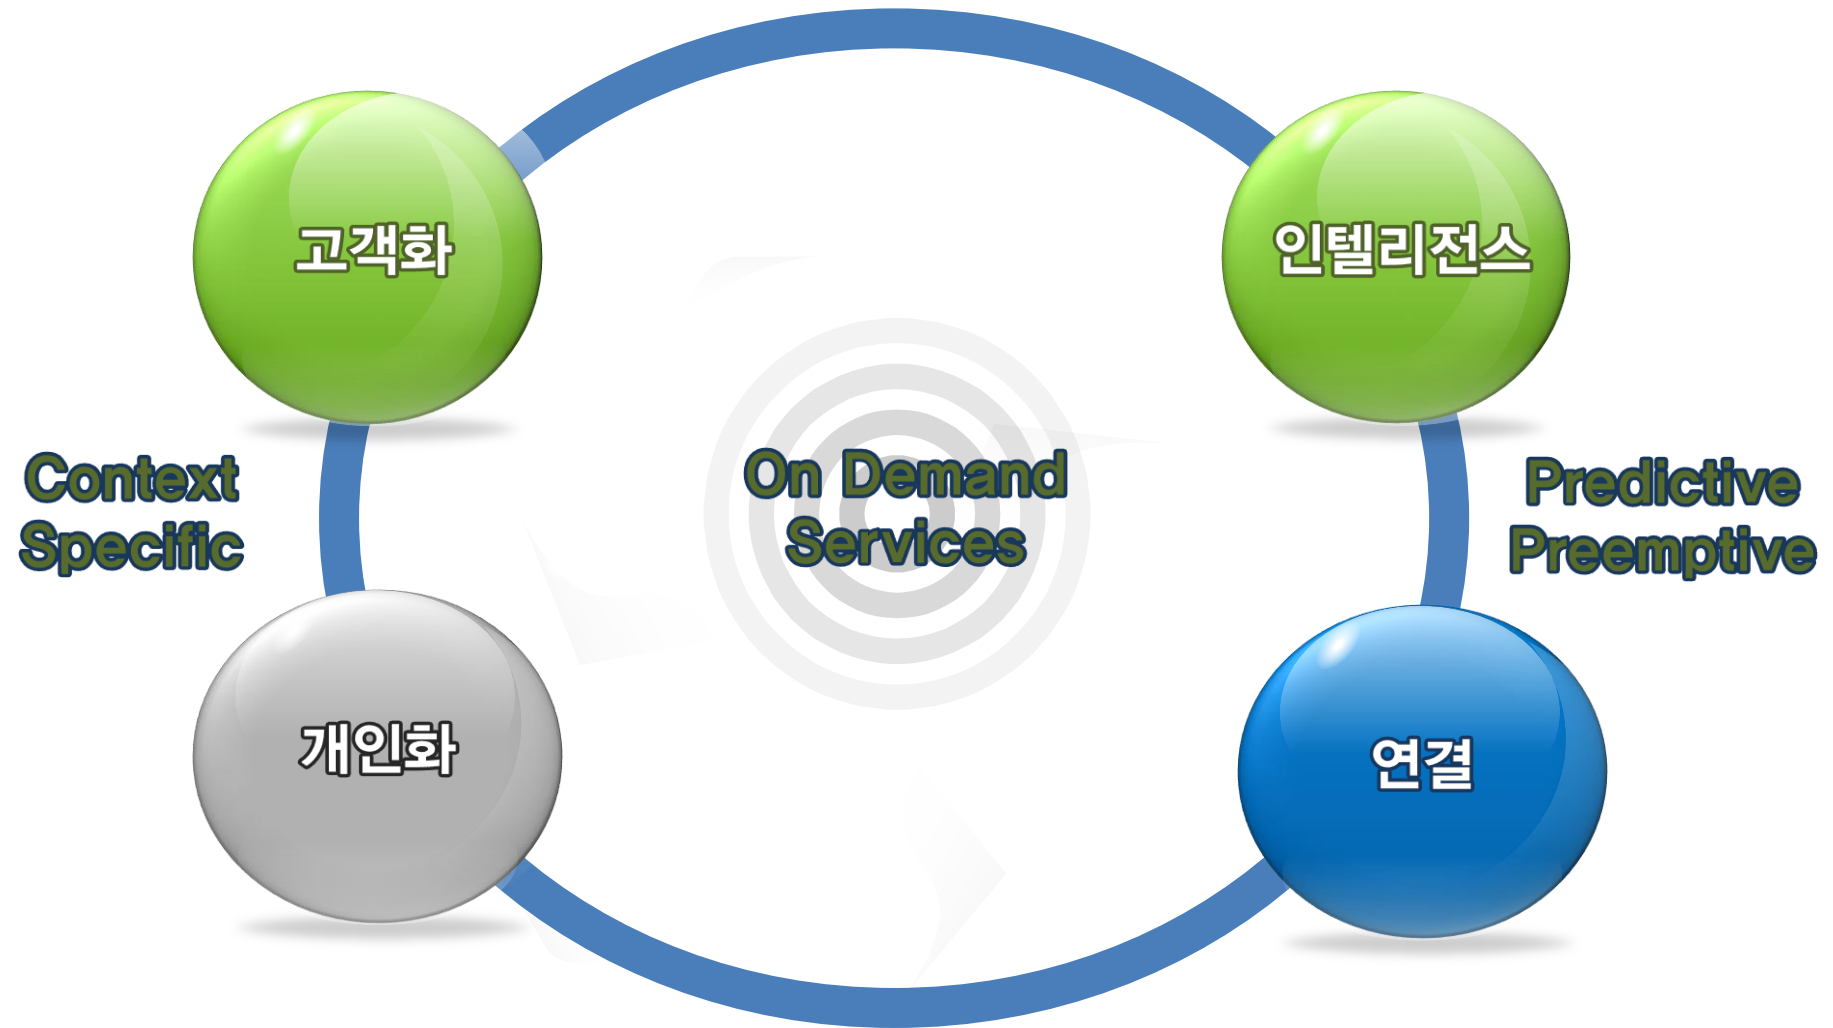 고객화
인텔리전스
Context
Specific
On Demand
Services
Predictive
Preemptive
개인화
연결